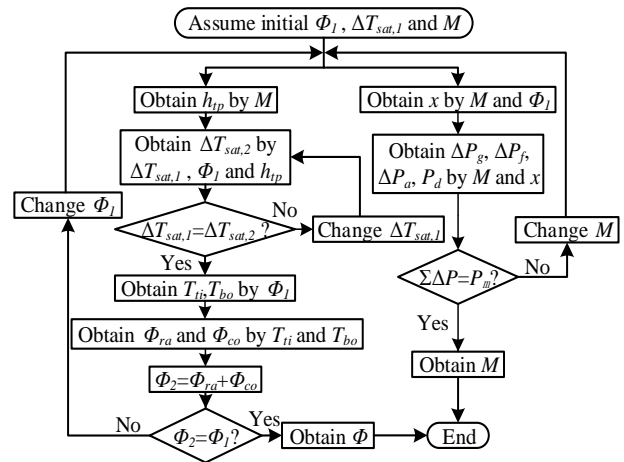 Assume initial Φ1 , ΔTsat,1 and M
Obtain htp by M
Obtain x by M and Φ1
Obtain ΔTsat,2 by
ΔTsat,1 , Φ1 and htp
Obtain ΔPg, ΔPf,
ΔPa, Pd by M and x
Change Φ1
ΔTsat,1=ΔTsat,2 ?
No
Change ΔTsat,1
Change M
Yes
ΣΔP=Pm?
No
Obtain Tti,Tbo by Φ1
Obtain Φra and Φco by Tti and Tbo
Yes
Φ2=Φra+Φco
Obtain M
No
Φ2=Φ1?
Yes
Obtain Φ
End